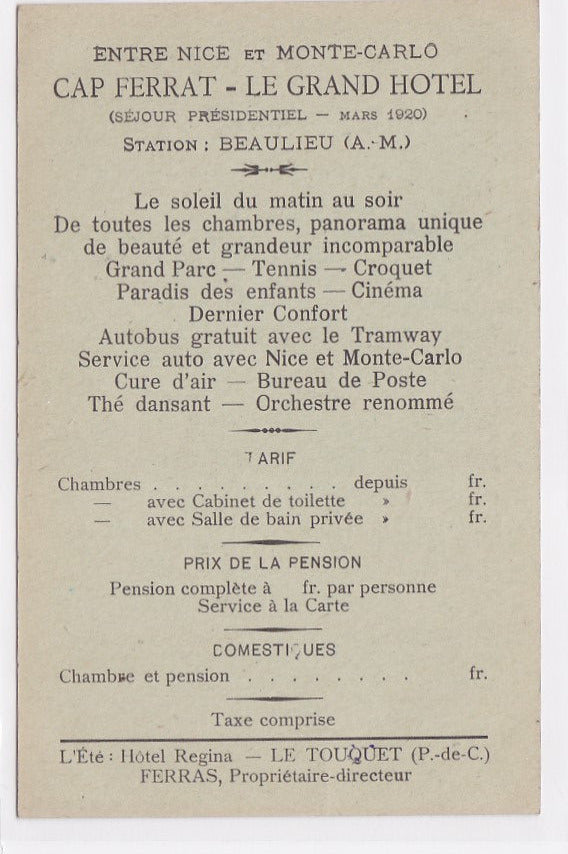 ENTRE NICE ET MONTE-CARLO
CAP FERRAT - LE GRAND HOTEL
(SÉJOUR PRÉSIDENTIEL — MARS 1920)
STATION : BEAULIEU (A.-M.)
Le soleil du matin au soir
De toutes les chambres, panorama unique
de beauté et grandeur incomparable
Grand Parc — Tennis — Croquet
Paradis des enfants — Cinéma
Dernier Confort
Autobus gratuit avec le Tramway
Service auto avec Nice et Monte-Carlo
Cure d'air — Bureau de Poste
Thé dansant — Orchestre renommé
TARIF
Chambres . . . . . . . . . depuis fr.
— avec Cabinet de toilette » fr.
— avec Salle de bain privée » fr.
PRIX DE LA PENSION
Pension complète à fr. par personne
Service à la Carte
DOMESTIQUES
Chambre et pension . . . . . . . . fr.
Taxe comprise
L'Été : Hôtel Regina — LE TOUQUET (P.-de-C.)
FERRAS, Propriétaire-directeur